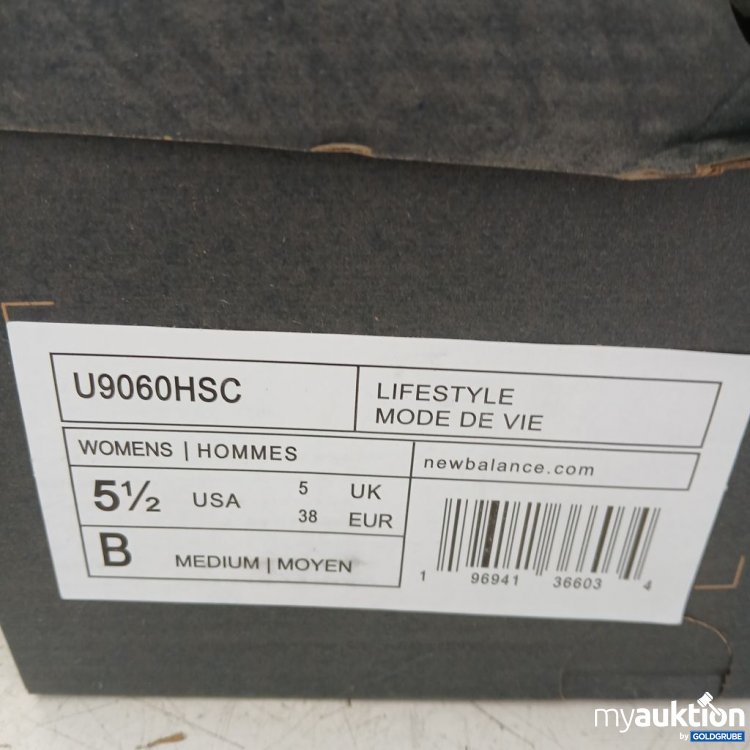 U9060HSC
LIFESTYLE
MODE DE VIE
WOMENS | HOMMES
newbalance.com
5½ USA 5 UK
38 EUR
B MEDIUM | MOYEN
1 96941 36603 4
myauktion
by GOLDGRUBE